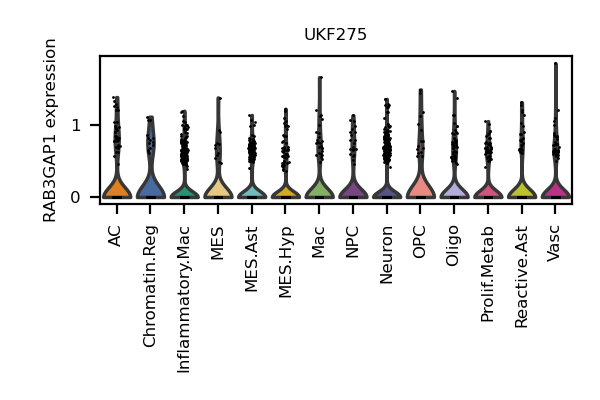 UKF275
RAB3GAP1 expression
1
0
AC
Chromatin.Reg
Inflammatory.Mac
MES
MES.Ast
MES.Hyp
Mac
NPC
Neuron
OPC
Oligo
Prolif.Metab
Reactive.Ast
Vasc